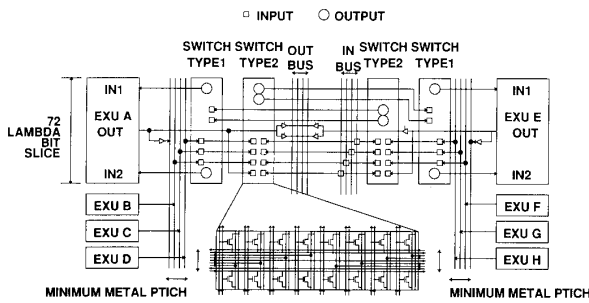 INPUT OUTPUT
SWITCH TYPE1 SWITCH TYPE2 OUT BUS IN BUS SWITCH TYPE2 SWITCH TYPE1
72 LAMBDA BIT SLICE
IN1
EXU A
OUT
IN2
IN1
EXU E
OUT
IN2
EXU B
EXU C
EXU D
EXU F
EXU G
EXU H
MINIMUM METAL PTICH
MINIMUM METAL PTICH